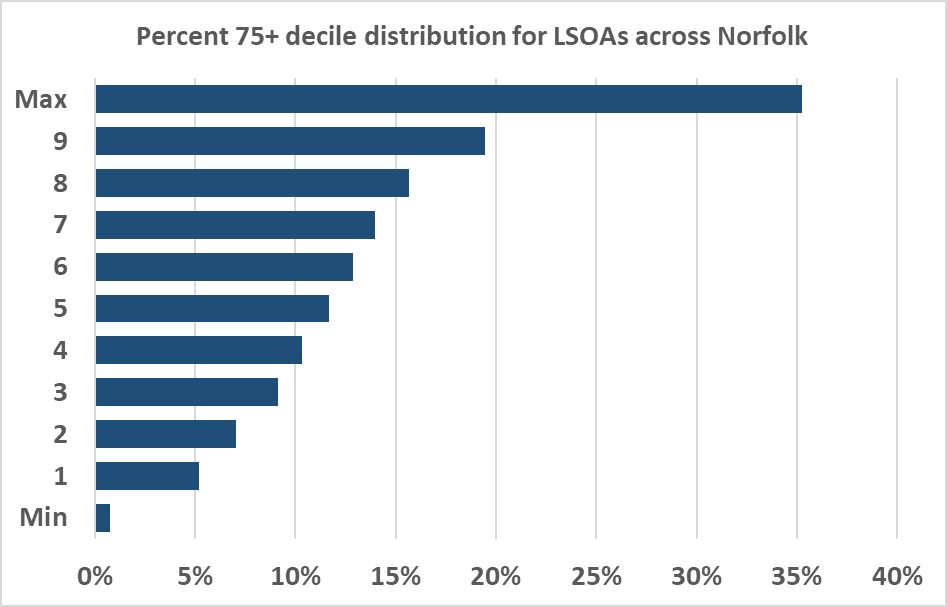 Percent 75+ decile distribution for LSOAs across Norfolk
Max
9
8
7
6
5
4
3
2
1
Min
0% 5% 10% 15% 20% 25% 30% 35% 40%